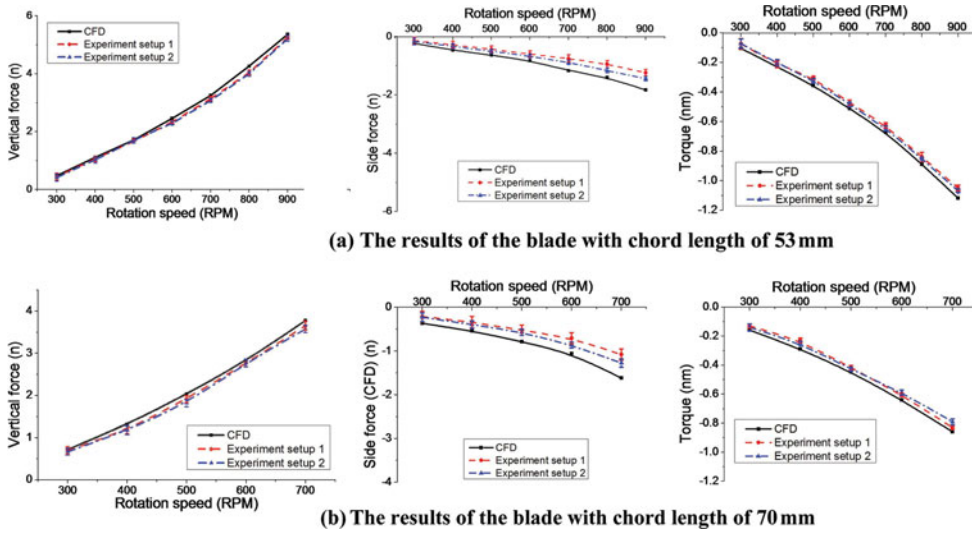 Vertical force (n)
6
4
2
0
300 400 500 600 700 800 900
Rotation speed (RPM)
CFD
Experiment setup 1
Experiment setup 2
Rotation speed (RPM)
300 400 500 600 700 800 900
Side force (n)
0
-2
-4
-6
CFD
Experiment setup 1
Experiment setup 2
Rotation speed (RPM)
300 400 500 600 700 800 900
Torque (nm)
0.0
-0.2
-0.4
-0.6
-0.8
-1.0
-1.2
CFD
Experiment setup 1
Experiment setup 2
(a) The results of the blade with chord length of 53 mm
Vertical force (n)
4
3
2
1
0
300 400 500 600 700
Rotation speed (RPM)
CFD
Experiment setup 1
Experiment setup 2
Rotation speed (RPM)
300 400 500 600 700
Side force (CFD) (n)
0
-1
-2
-3
-4
CFD
Experiment setup 1
Experiment setup 2
Rotation speed (RPM)
300 400 500 600 700
Torque (nm)
0.0
-0.2
-0.4
-0.6
-0.8
-1.0
-1.2
CFD
Experiment setup 1
Experiment setup 2
(b) The results of the blade with chord length of 70 mm